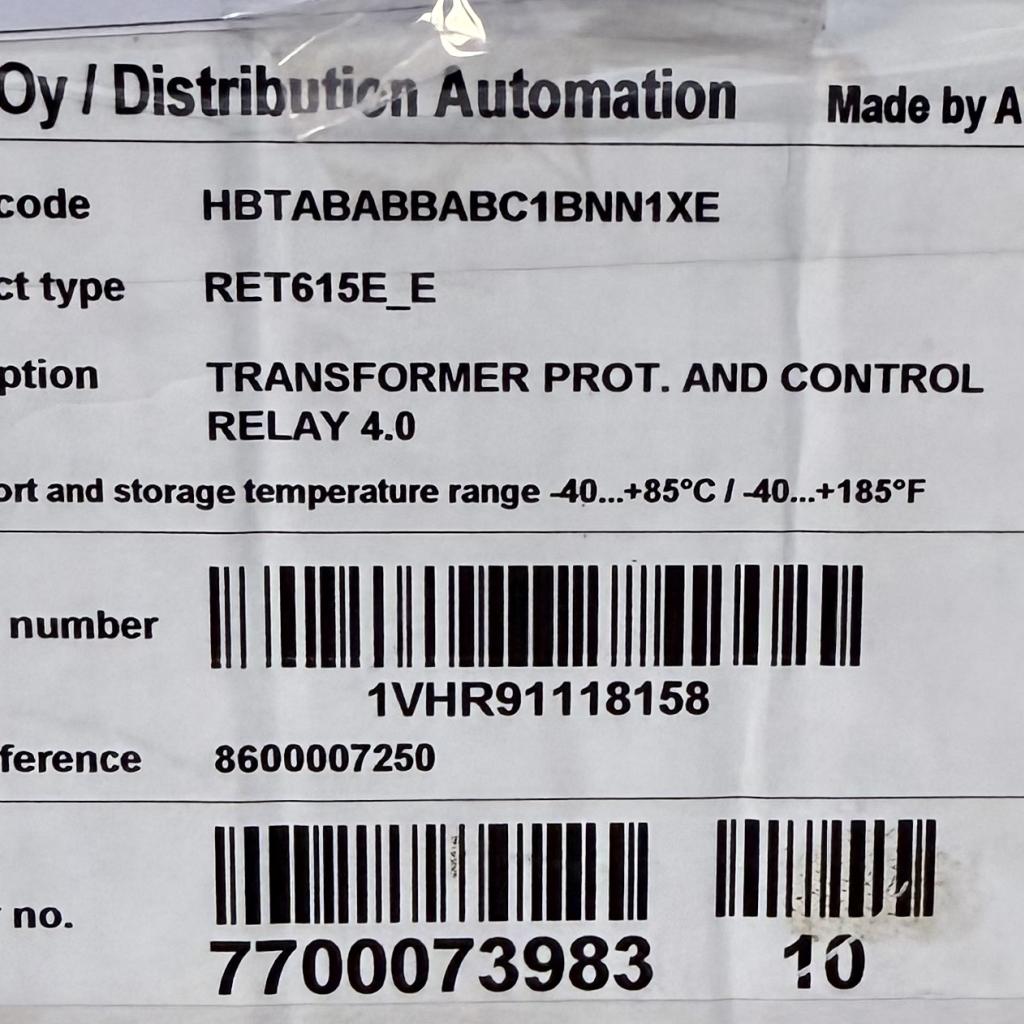 Oy / Distribution Automation Made by A
code HBTABABBABC1BNN1XE
ct type RET615E_E
ption TRANSFORMER PROT. AND CONTROL
RELAY 4.0
ort and storage temperature range -40...+85°C / -40...+185°F
number
1VHR91118158
ference 8600007250
no.
7700073983 10